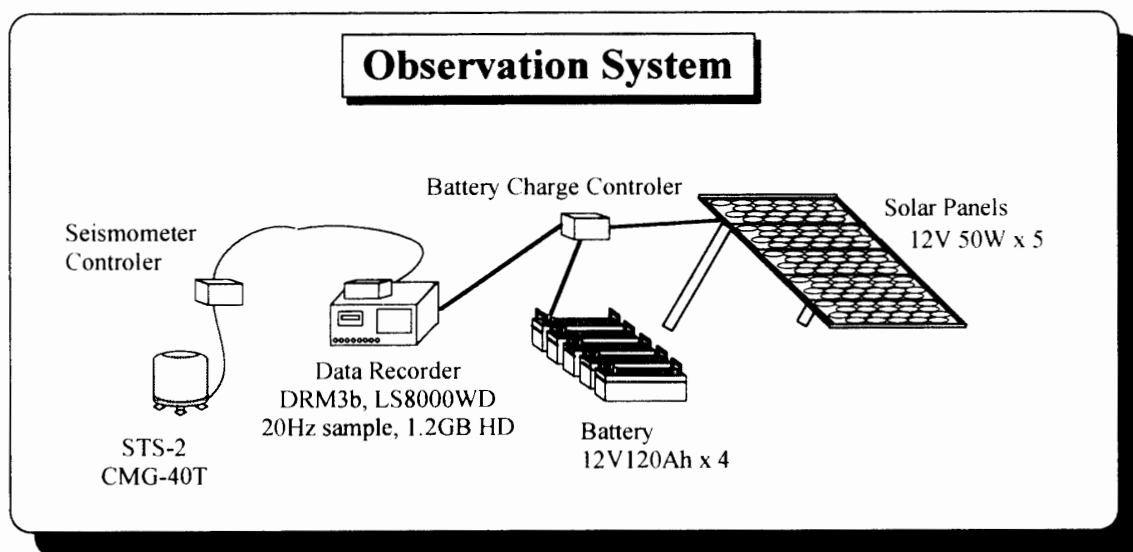 Observation System
Battery Charge Controler
Solar Panels
12V 50W x 5
Seismometer
Controler
Data Recorder
DRM3b, LS8000WD
20Hz sample, 1.2GB HD
Battery
12V120Ah x 4
STS-2
CMG-40T